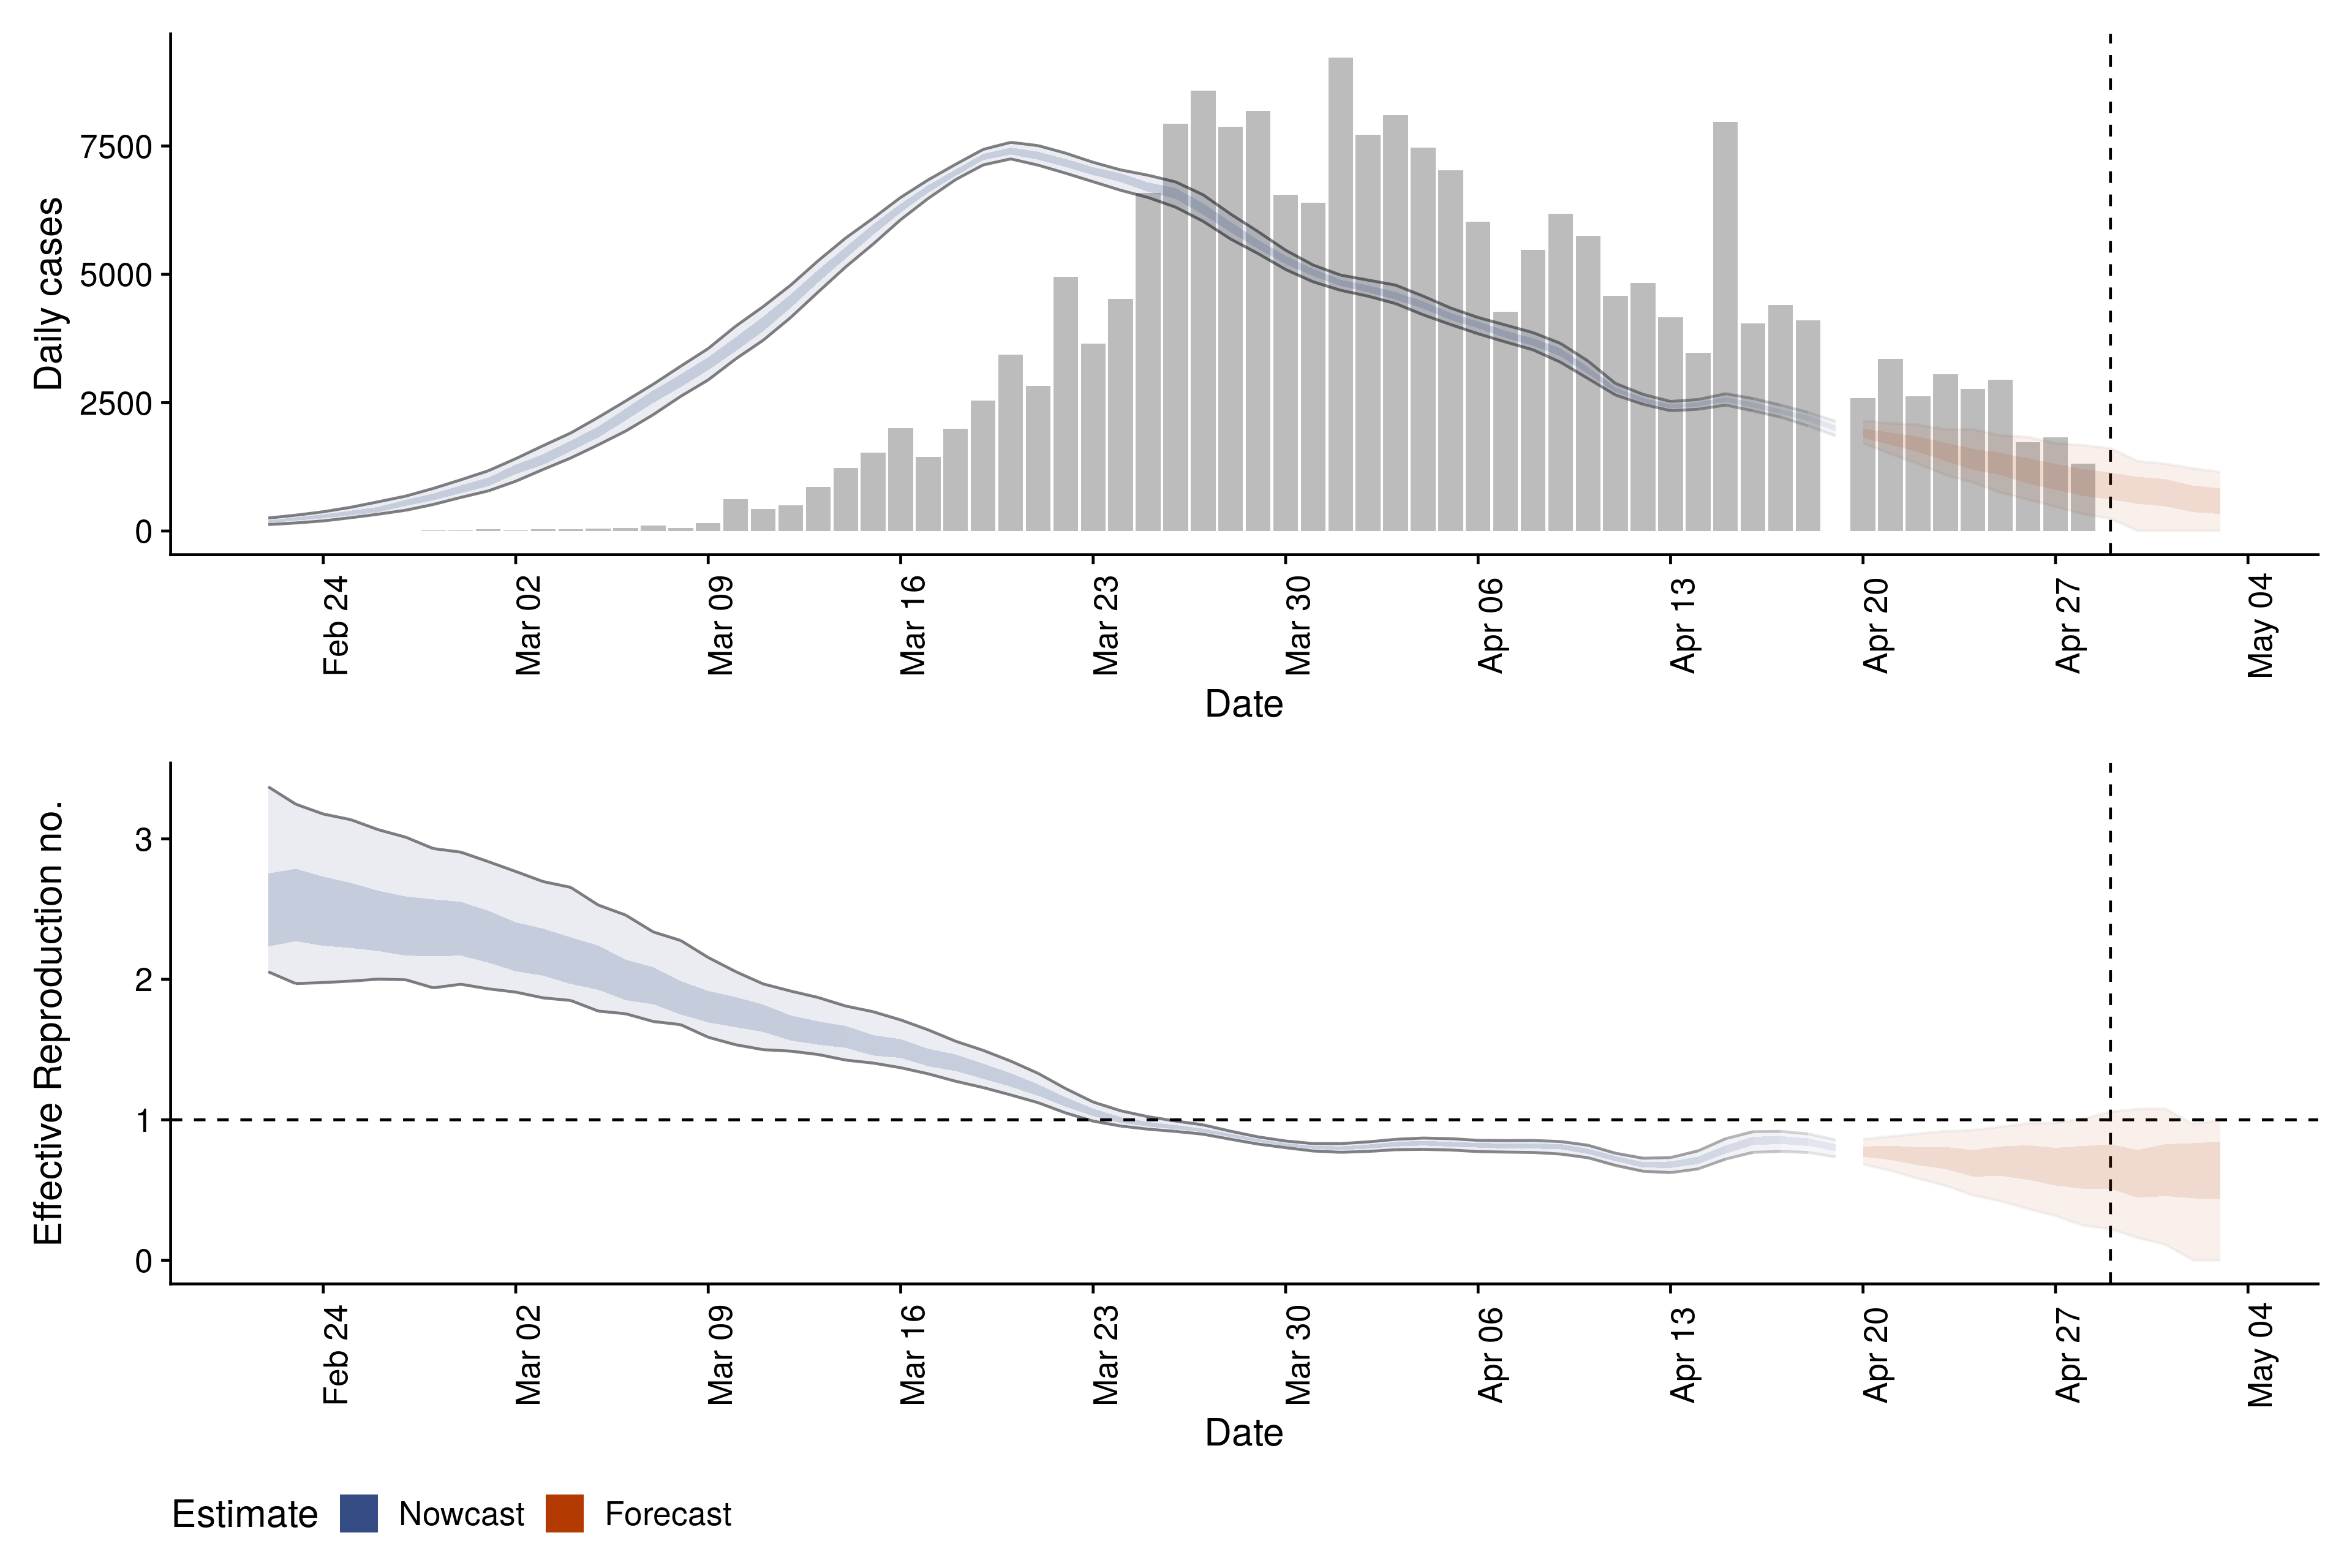 Daily cases
7500
5000
2500
0
Feb 24
Mar 02
Mar 09
Mar 16
Mar 23
Mar 30
Apr 06
Apr 13
Apr 20
Apr 27
May 04
Date
Effective Reproduction no.
3
2
1
0
Feb 24
Mar 02
Mar 09
Mar 16
Mar 23
Mar 30
Apr 06
Apr 13
Apr 20
Apr 27
May 04
Date
Estimate Nowcast Forecast